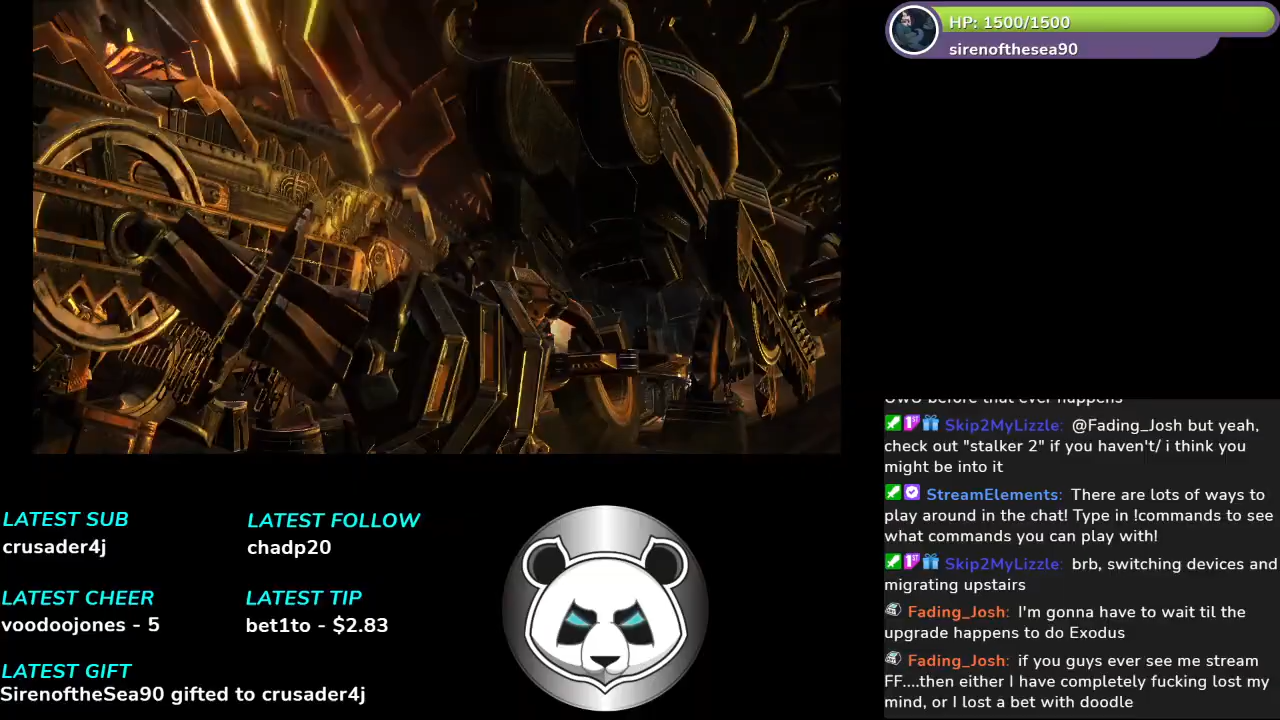 HP: 1500/1500
sirenofthesea90
UwU before that ever happens
Skip2MyLizzle: @Fading_Josh but yeah,
check out "stalker 2" if you haven't/ i think you
might be into it
StreamElements: There are lots of ways to
play around in the chat! Type in !commands to see
what commands you can play with!
Skip2MyLizzle: brb, switching devices and
migrating upstairs
Fading_Josh: I'm gonna have to wait til the
upgrade happens to do Exodus
Fading_Josh: if you guys ever see me stream
FF....then either I have completely fucking lost my
mind, or I lost a bet with doodle
LATEST SUB
crusader4j
LATEST FOLLOW
chadp20
LATEST CHEER
voodoojones - 5
LATEST TIP
bet1to - $2.83
LATEST GIFT
SirenoftheSea90 gifted to crusader4j